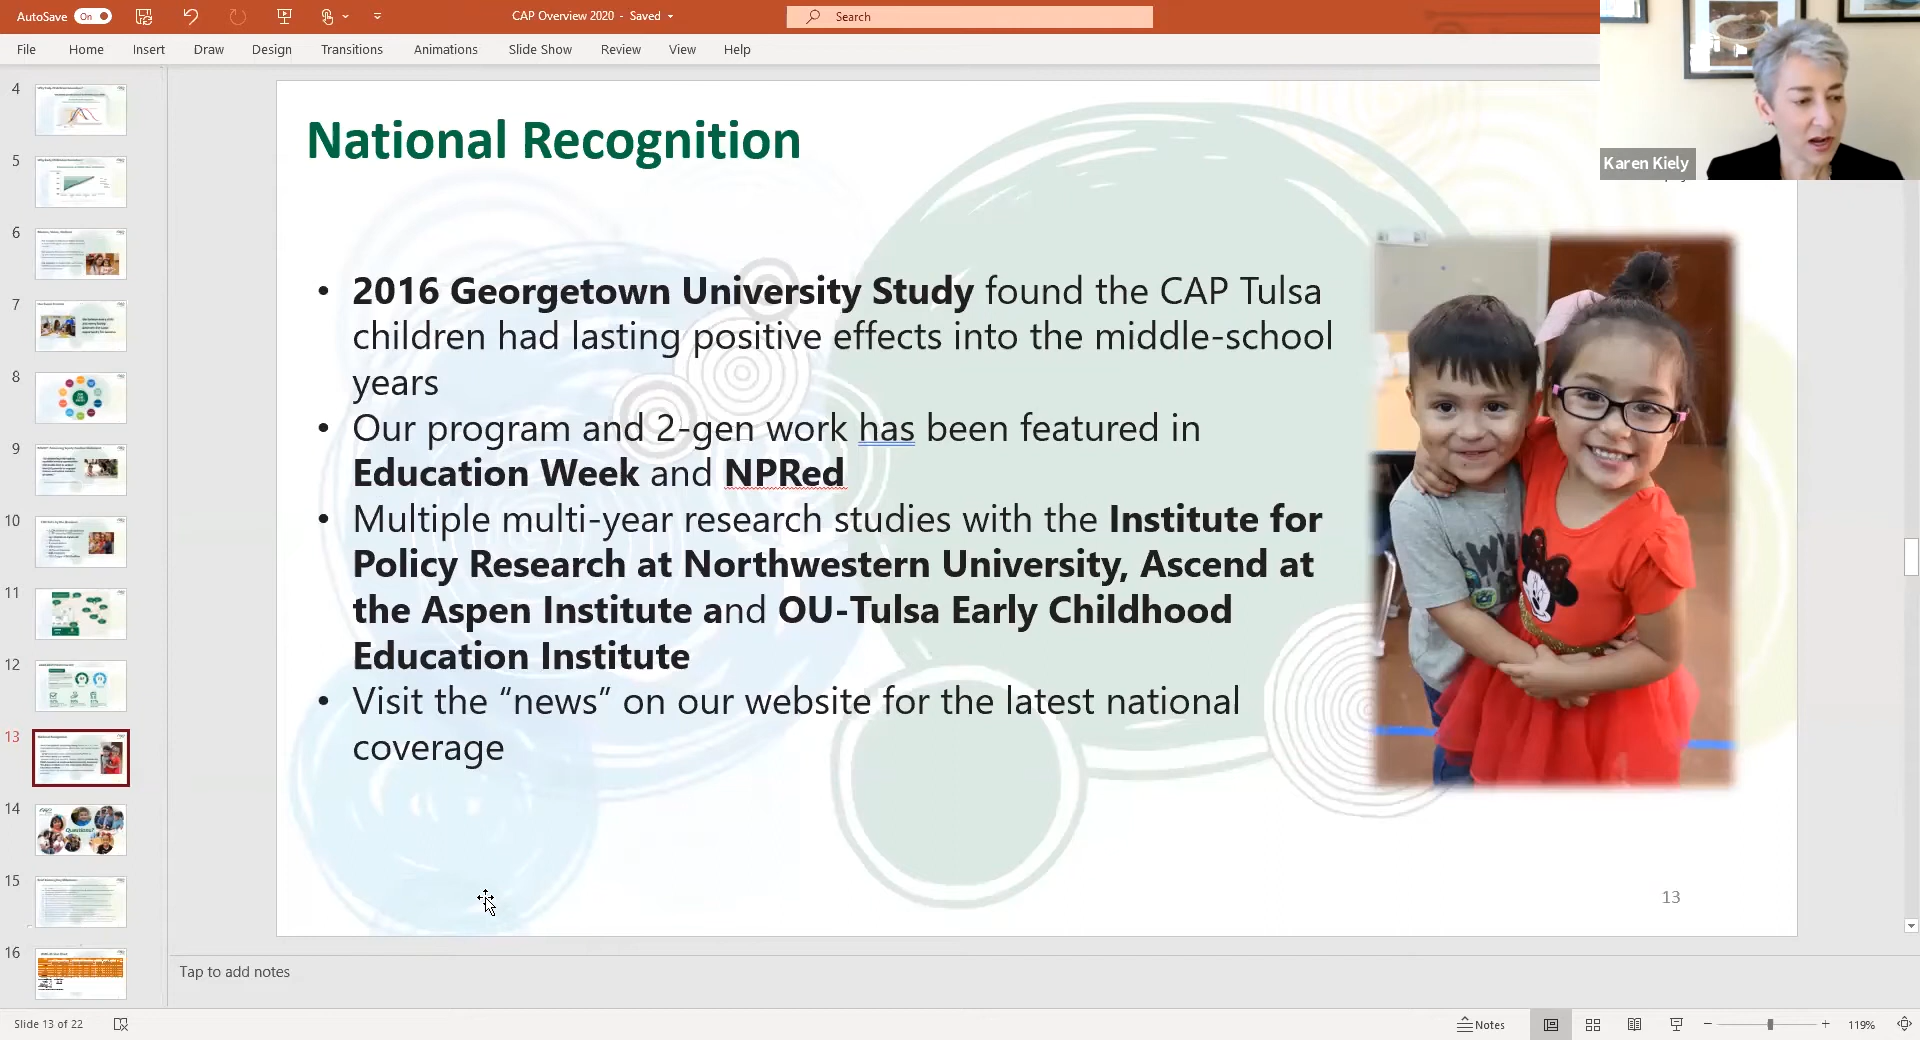 AutoSave On CAP Overview 2020 - Saved Search
File Home Insert Draw Design Transitions Animations Slide Show Review View Help
Karen Kiely
4
5
6
7
8
9
10
11
12
13
14
Questions?
15
16
National Recognition
• 2016 Georgetown University Study found the CAP Tulsa
children had lasting positive effects into the middle-school
years
• Our program and 2-gen work has been featured in
Education Week and NPRed
• Multiple multi-year research studies with the Institute for
Policy Research at Northwestern University, Ascend at
the Aspen Institute and OU-Tulsa Early Childhood
Education Institute
• Visit the “news” on our website for the latest national
coverage
13
Tap to add notes
Slide 13 of 22 Notes 119%